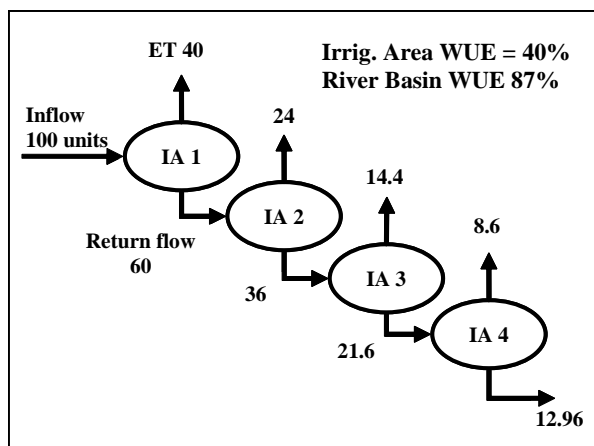 ET 40
Irrig. Area WUE = 40%
River Basin WUE 87%
Inflow
100 units
24
IA 1
14.4
IA 2
Return flow
60
8.6
36
IA 3
21.6
IA 4
12.96